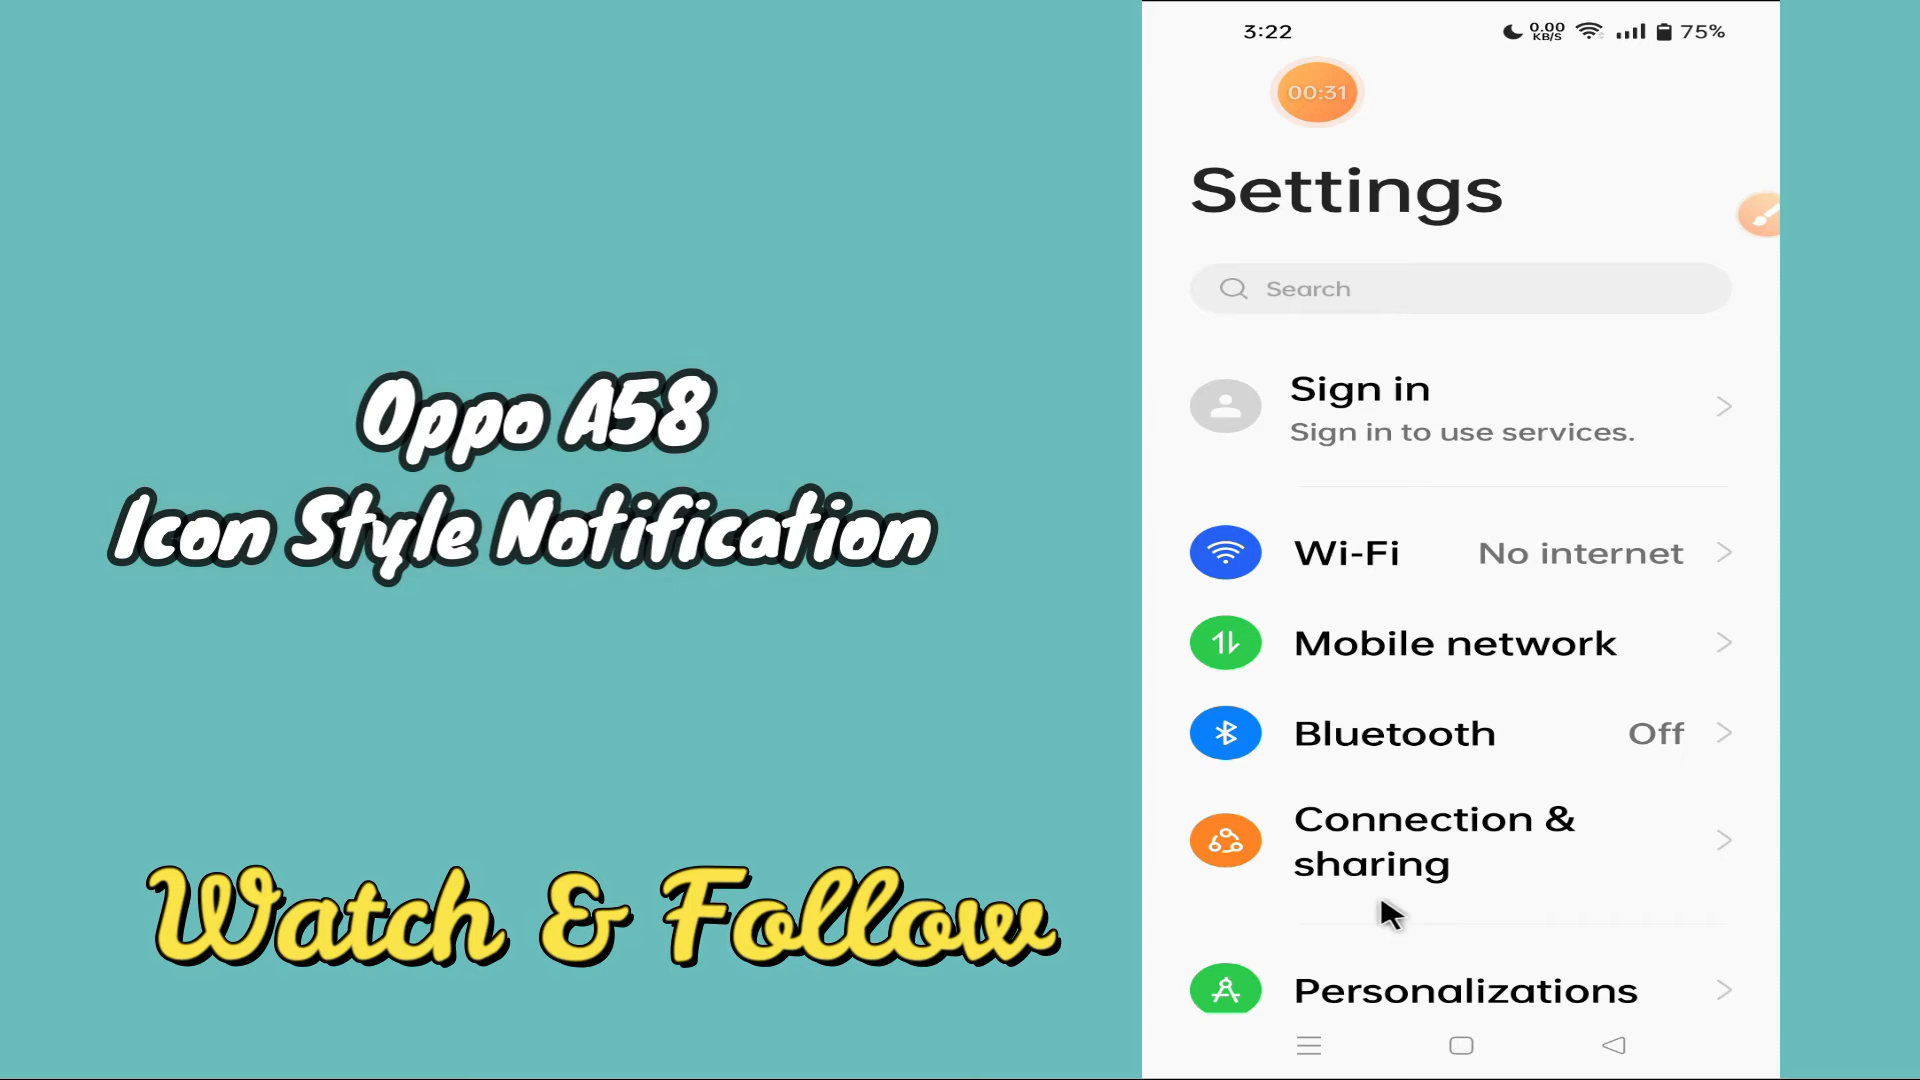 Oppo A58
Icon Style Notification
Watch & Follow
3:22
0.00
KB/S
75%
00:31
Settings
Search
Sign in
Sign in to use services.
Wi-Fi No internet
Mobile network
Bluetooth Off
Connection &
sharing
Personalizations